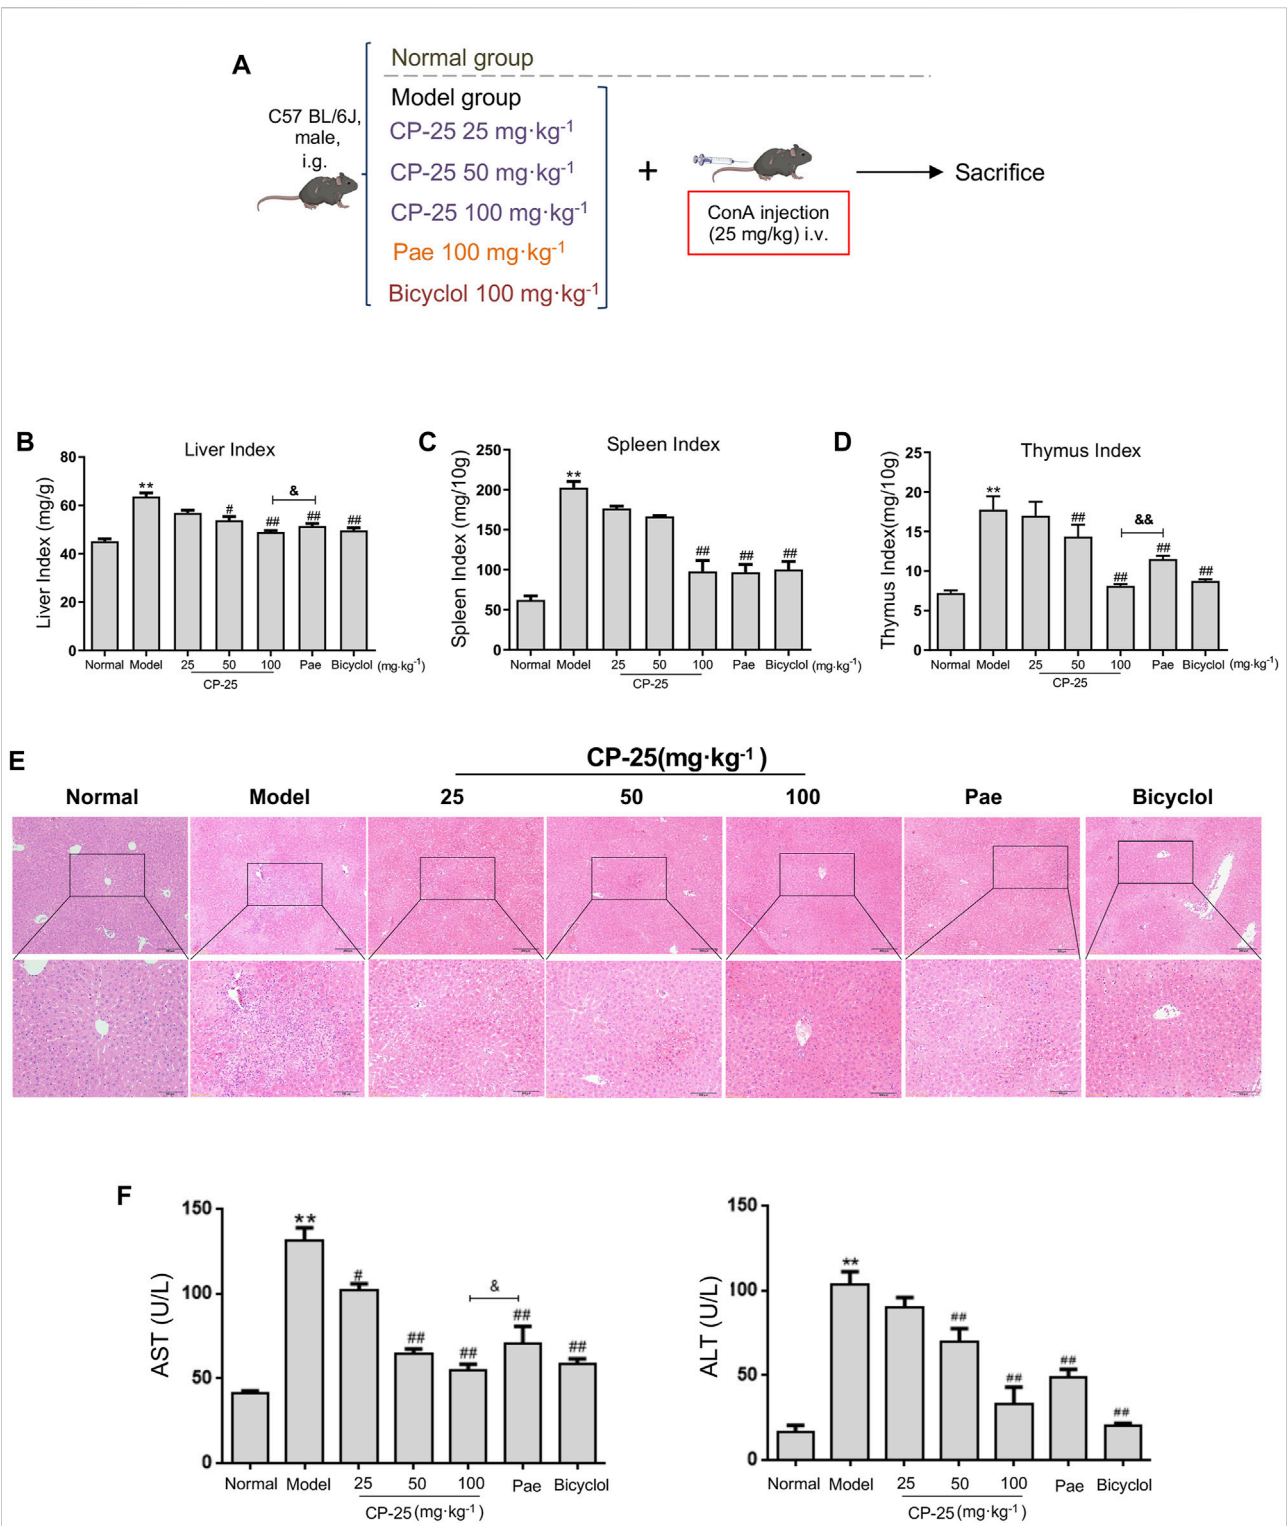 A
C57 BL/6J,
male,
i.g.
Normal group
Model group
CP-25 25 mg·kg-1
CP-25 50 mg·kg-1
CP-25 100 mg·kg-1
Pae 100 mg·kg-1
Bicyclol 100 mg·kg-1
+
ConA injection
(25 mg/kg) i.v.
Sacrifice
B
Liver Index
Liver Index (mg/g)
80
60
40
20
0
**
#
##
&
##
##
Normal Model 25 50 100 Pae Bicyclol (mg·kg-1)
CP-25
C
Spleen Index
Spleen Index (mg/10g)
250
200
150
100
50
0
**
##
##
##
Normal Model 25 50 100 Pae Bicyclol (mg·kg-1)
CP-25
D
Thymus Index
Thymus Index(mg/10g)
25
20
15
10
5
0
**
##
##
&&
##
##
Normal Model 25 50 100 Pae Bicyclol (mg·kg-1)
CP-25
E
CP-25(mg·kg-1 )
Normal Model 25 50 100 Pae Bicyclol
F
AST (U/L)
150
100
50
0
**
#
##
##
&
##
##
Normal Model 25 50 100 Pae Bicyclol
CP-25 (mg·kg-1 )
ALT (U/L)
150
100
50
0
**
##
##
##
##
Normal Model 25 50 100 Pae Bicyclol
CP-25 (mg·kg-1 )